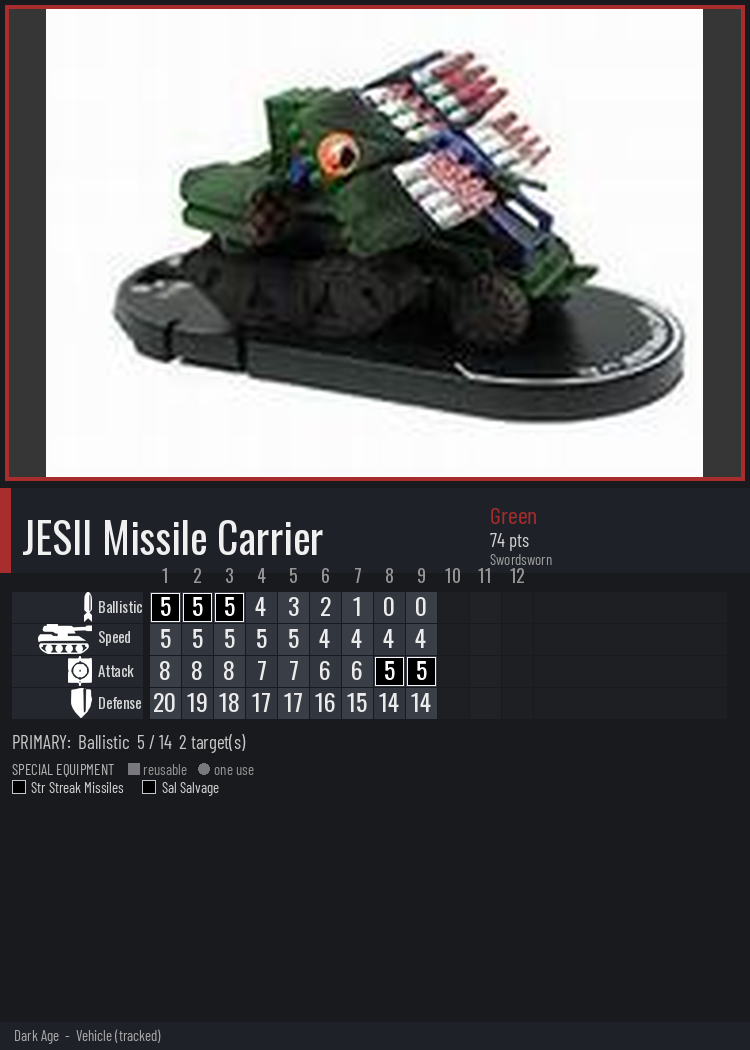 JESII Missile Carrier
Green
74 pts
Swordsworn
1 2 3 4 5 6 7 8 9 10 11 12
Ballistic 5 5 5 4 3 2 1 0 0
Speed 5 5 5 5 5 4 4 4 4
Attack 8 8 8 7 7 6 6 5 5
Defense 20 19 18 17 17 16 15 14 14
PRIMARY: Ballistic 5 / 14 2 target(s)
SPECIAL EQUIPMENT reusable one use
Str Streak Missiles Sal Salvage
Dark Age - Vehicle (tracked)